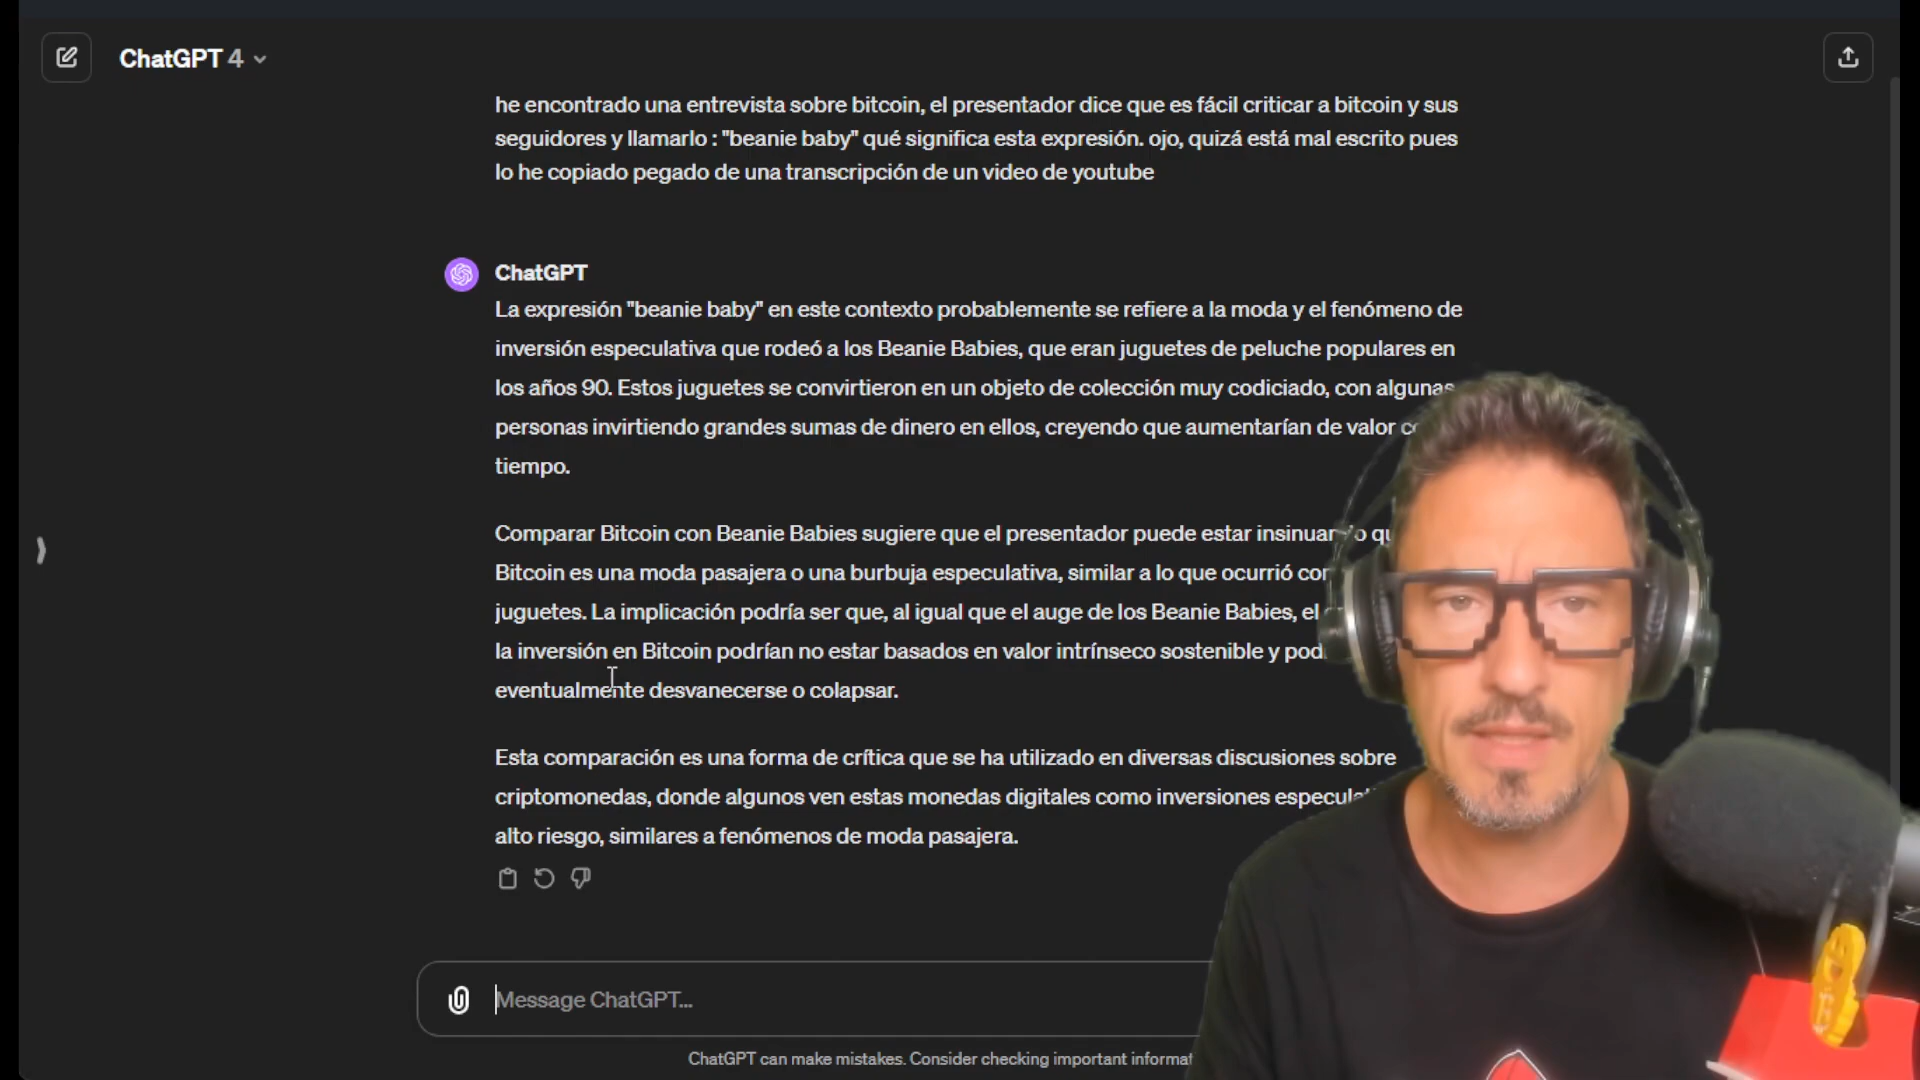 ChatGPT 4
he encontrado una entrevista sobre bitcoin, el presentador dice que es fácil criticar a bitcoin y sus
seguidores y llamarlo : "beanie baby" qué significa esta expresión. ojo, quizá está mal escrito pues
lo he copiado pegado de una transcripción de un video de youtube
ChatGPT
La expresión "beanie baby" en este contexto probablemente se refiere a la moda y el fenómeno de
inversión especulativa que rodeó a los Beanie Babies, que eran juguetes de peluche populares en
los años 90. Estos juguetes se convirtieron en un objeto de colección muy codiciado, con algunas
personas invirtiendo grandes sumas de dinero en ellos, creyendo que aumentarían de valor
tiempo.
Comparar Bitcoin con Beanie Babies sugiere que el presentador puede estar
Bitcoin es una moda pasajera o una burbuja especulativa, similar a lo que ocurrió
juguetes. La implicación podría ser que, al igual que el auge de los Beanie Babies, el
la inversión en Bitcoin podrían no estar basados en valor intrínseco sostenible y
eventualmente desvanecerse o colapsar.
Esta comparación es una forma de crítica que se ha utilizado en diversas discusiones sobre
criptomonedas, donde algunos ven estas monedas digitales como inversiones
alto riesgo, similares a fenómenos de moda pasajera.
Message ChatGPT...
ChatGPT can make mistakes. Consider checking important